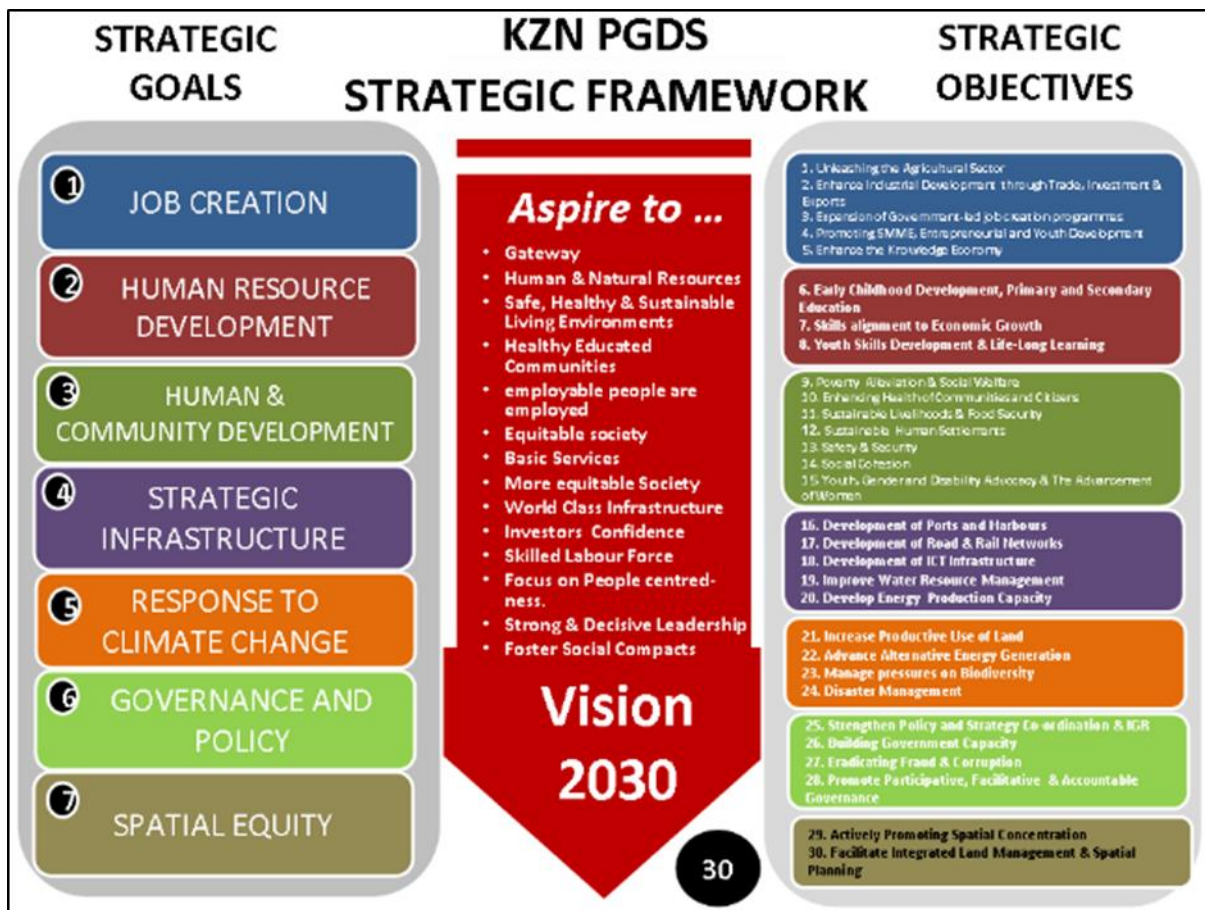 STRATEGIC
GOALS
KZN PGDS
STRATEGIC FRAMEWORK
STRATEGIC
OBJECTIVES
1
JOB CREATION
2
HUMAN RESOURCE
DEVELOPMENT
3
HUMAN &
COMMUNITY DEVELOPMENT
4
STRATEGIC
INFRASTRUCTURE
5
RESPONSE TO
CLIMATE CHANGE
6
GOVERNANCE AND
POLICY
7
SPATIAL EQUITY
Aspire to ...
• Gateway
• Human & Natural Resources
• Safe, Healthy & Sustainable
Living Environments
• Healthy Educated
Communities
• employable people are
employed
• Equitable society
• Basic Services
• More equitable Society
• World Class Infrastructure
• Investors Confidence
• Skilled Labour Force
• Focus on People centred-
ness.
• Strong & Decisive Leadership
• Foster Social Compacts
Vision
2030
30
1. Unleashing the Agricultural Sector
2. Enhance Industrial Development through Trade, Investment &
Exports
3. Expansion of Government-led job creation programmes
4. Promoting SMME, Entrepreneurial and Youth Development
5. Enhance the Knowledge Economy
6. Early Childhood Development, Primary and Secondary
Education
7. Skills alignment to Economic Growth
8. Youth Skills Development & Life-Long Learning
9. Poverty Alleviation & Social Welfare
10. Enhancing Health of Communities and Citizens
11. Sustainable Livelihoods & Food Security
12. Sustainable Human Settlements
13. Safety & Security
14. Social Cohesion
15. Youth, Gender and Disability Advocacy & The Advancement
of Women
16. Development of Ports and Harbours
17. Development of Road & Rail Networks
18. Development of ICT Infrastructure
19. Improve Water Resource Management
20. Develop Energy Production Capacity
21. Increase Productive Use of Land
22. Advance Alternative Energy Generation
23. Manage pressures on Biodiversity
24. Disaster Management
25. Strengthen Policy and Strategy Co-ordination & IGR
26. Building Government Capacity
27. Eradicating Fraud & Corruption
28. Promote Participative, Facilitative & Accountable
Governance
29. Actively Promoting Spatial Concentration
30. Facilitate Integrated Land Management & Spatial
Planning